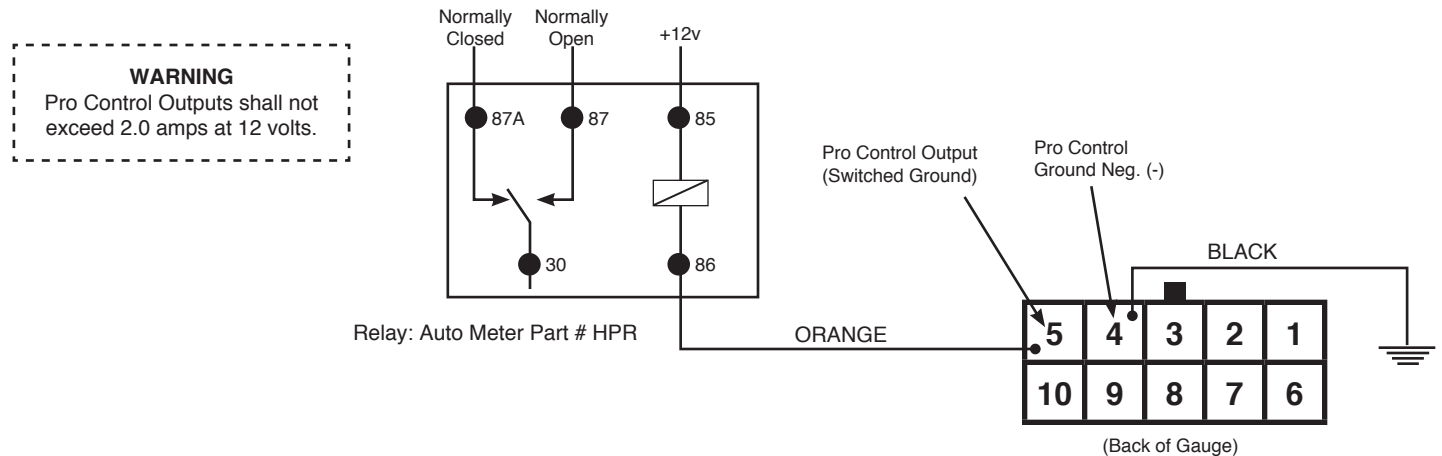 WARNING
Pro Control Outputs shall not
exceed 2.0 amps at 12 volts.
Normally
Closed
Normally
Open
+12v
87A
87
85
30
86
Relay: Auto Meter Part # HPR
Pro Control Output
(Switched Ground)
Pro Control
Ground Neg. (-)
BLACK
ORANGE
5 4 3 2 1
10 9 8 7 6
(Back of Gauge)